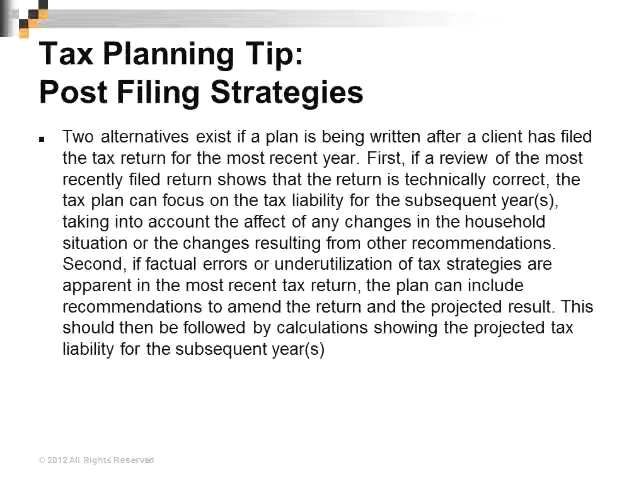 Tax Planning Tip:
Post Filing Strategies
Two alternatives exist if a plan is being written after a client has filed
the tax return for the most recent year. First, if a review of the most
recently filed return shows that the return is technically correct, the
tax plan can focus on the tax liability for the subsequent year(s),
taking into account the affect of any changes in the household
situation or the changes resulting from other recommendations.
Second, if factual errors or underutilization of tax strategies are
apparent in the most recent tax return, the plan can include
recommendations to amend the return and the projected result. This
should then be followed by calculations showing the projected tax
liability for the subsequent year(s)
© 2012 All Rights Reserved